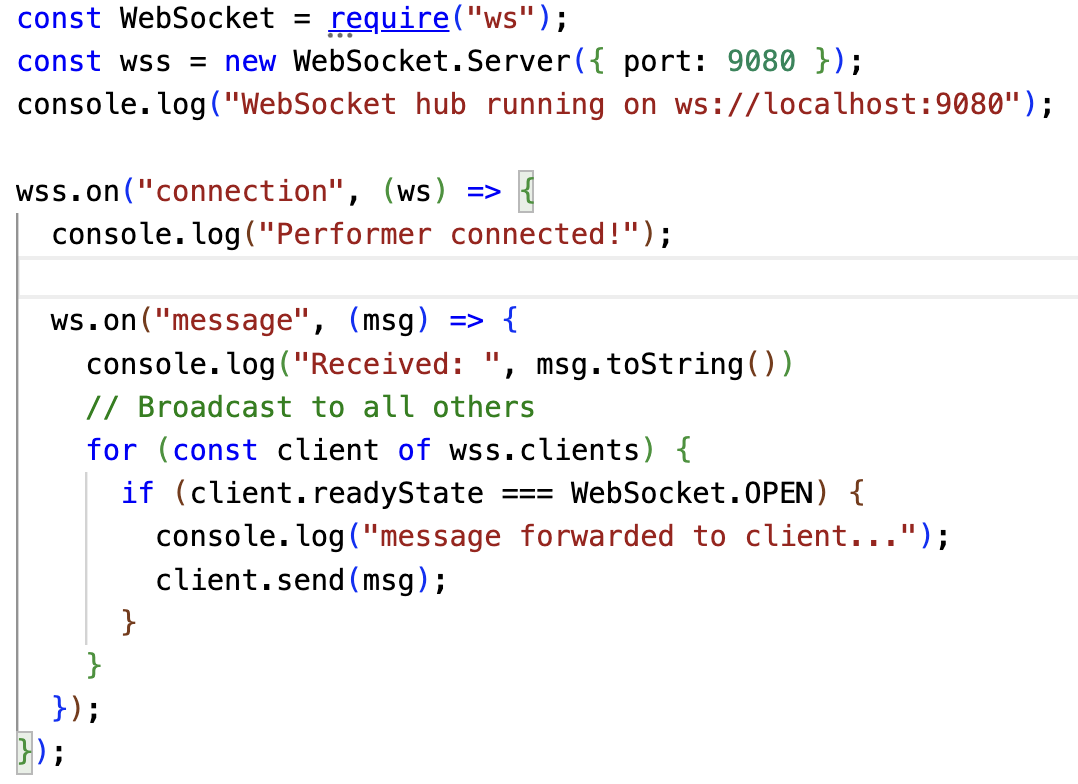 const WebSocket = require("ws");
const wss = new WebSocket.Server({ port: 9080 });
console.log("WebSocket hub running on ws://localhost:9080");
wss.on("connection", (ws) => {
console.log("Performer connected!");
ws.on("message", (msg) => {
console.log("Received: ", msg.toString())
// Broadcast to all others
for (const client of wss.clients) {
if (client.readyState === WebSocket.OPEN) {
console.log("message forwarded to client...");
client.send(msg);
}
}
});
});